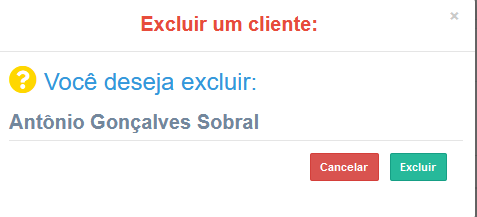 Excluir um cliente:
×
? Você deseja excluir:
Antônio Gonçalves Sobral
Cancelar Excluir